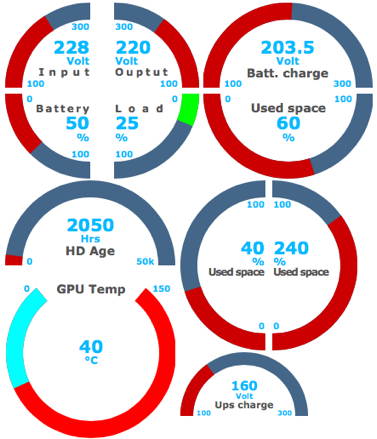 300 300
228 220 203.5
Volt Volt Volt
Input Ouptut Batt. charge
100 100 100 300
0 0 0 100
Battery Load Used space
50 25 60
% % %
100 100
2050
Hrs
HD Age
0 50k
100 100
40 240
% %
Used space Used space
0 0
0 GPU Temp 150
40
°C
160
Volt
Ups charge
100 300